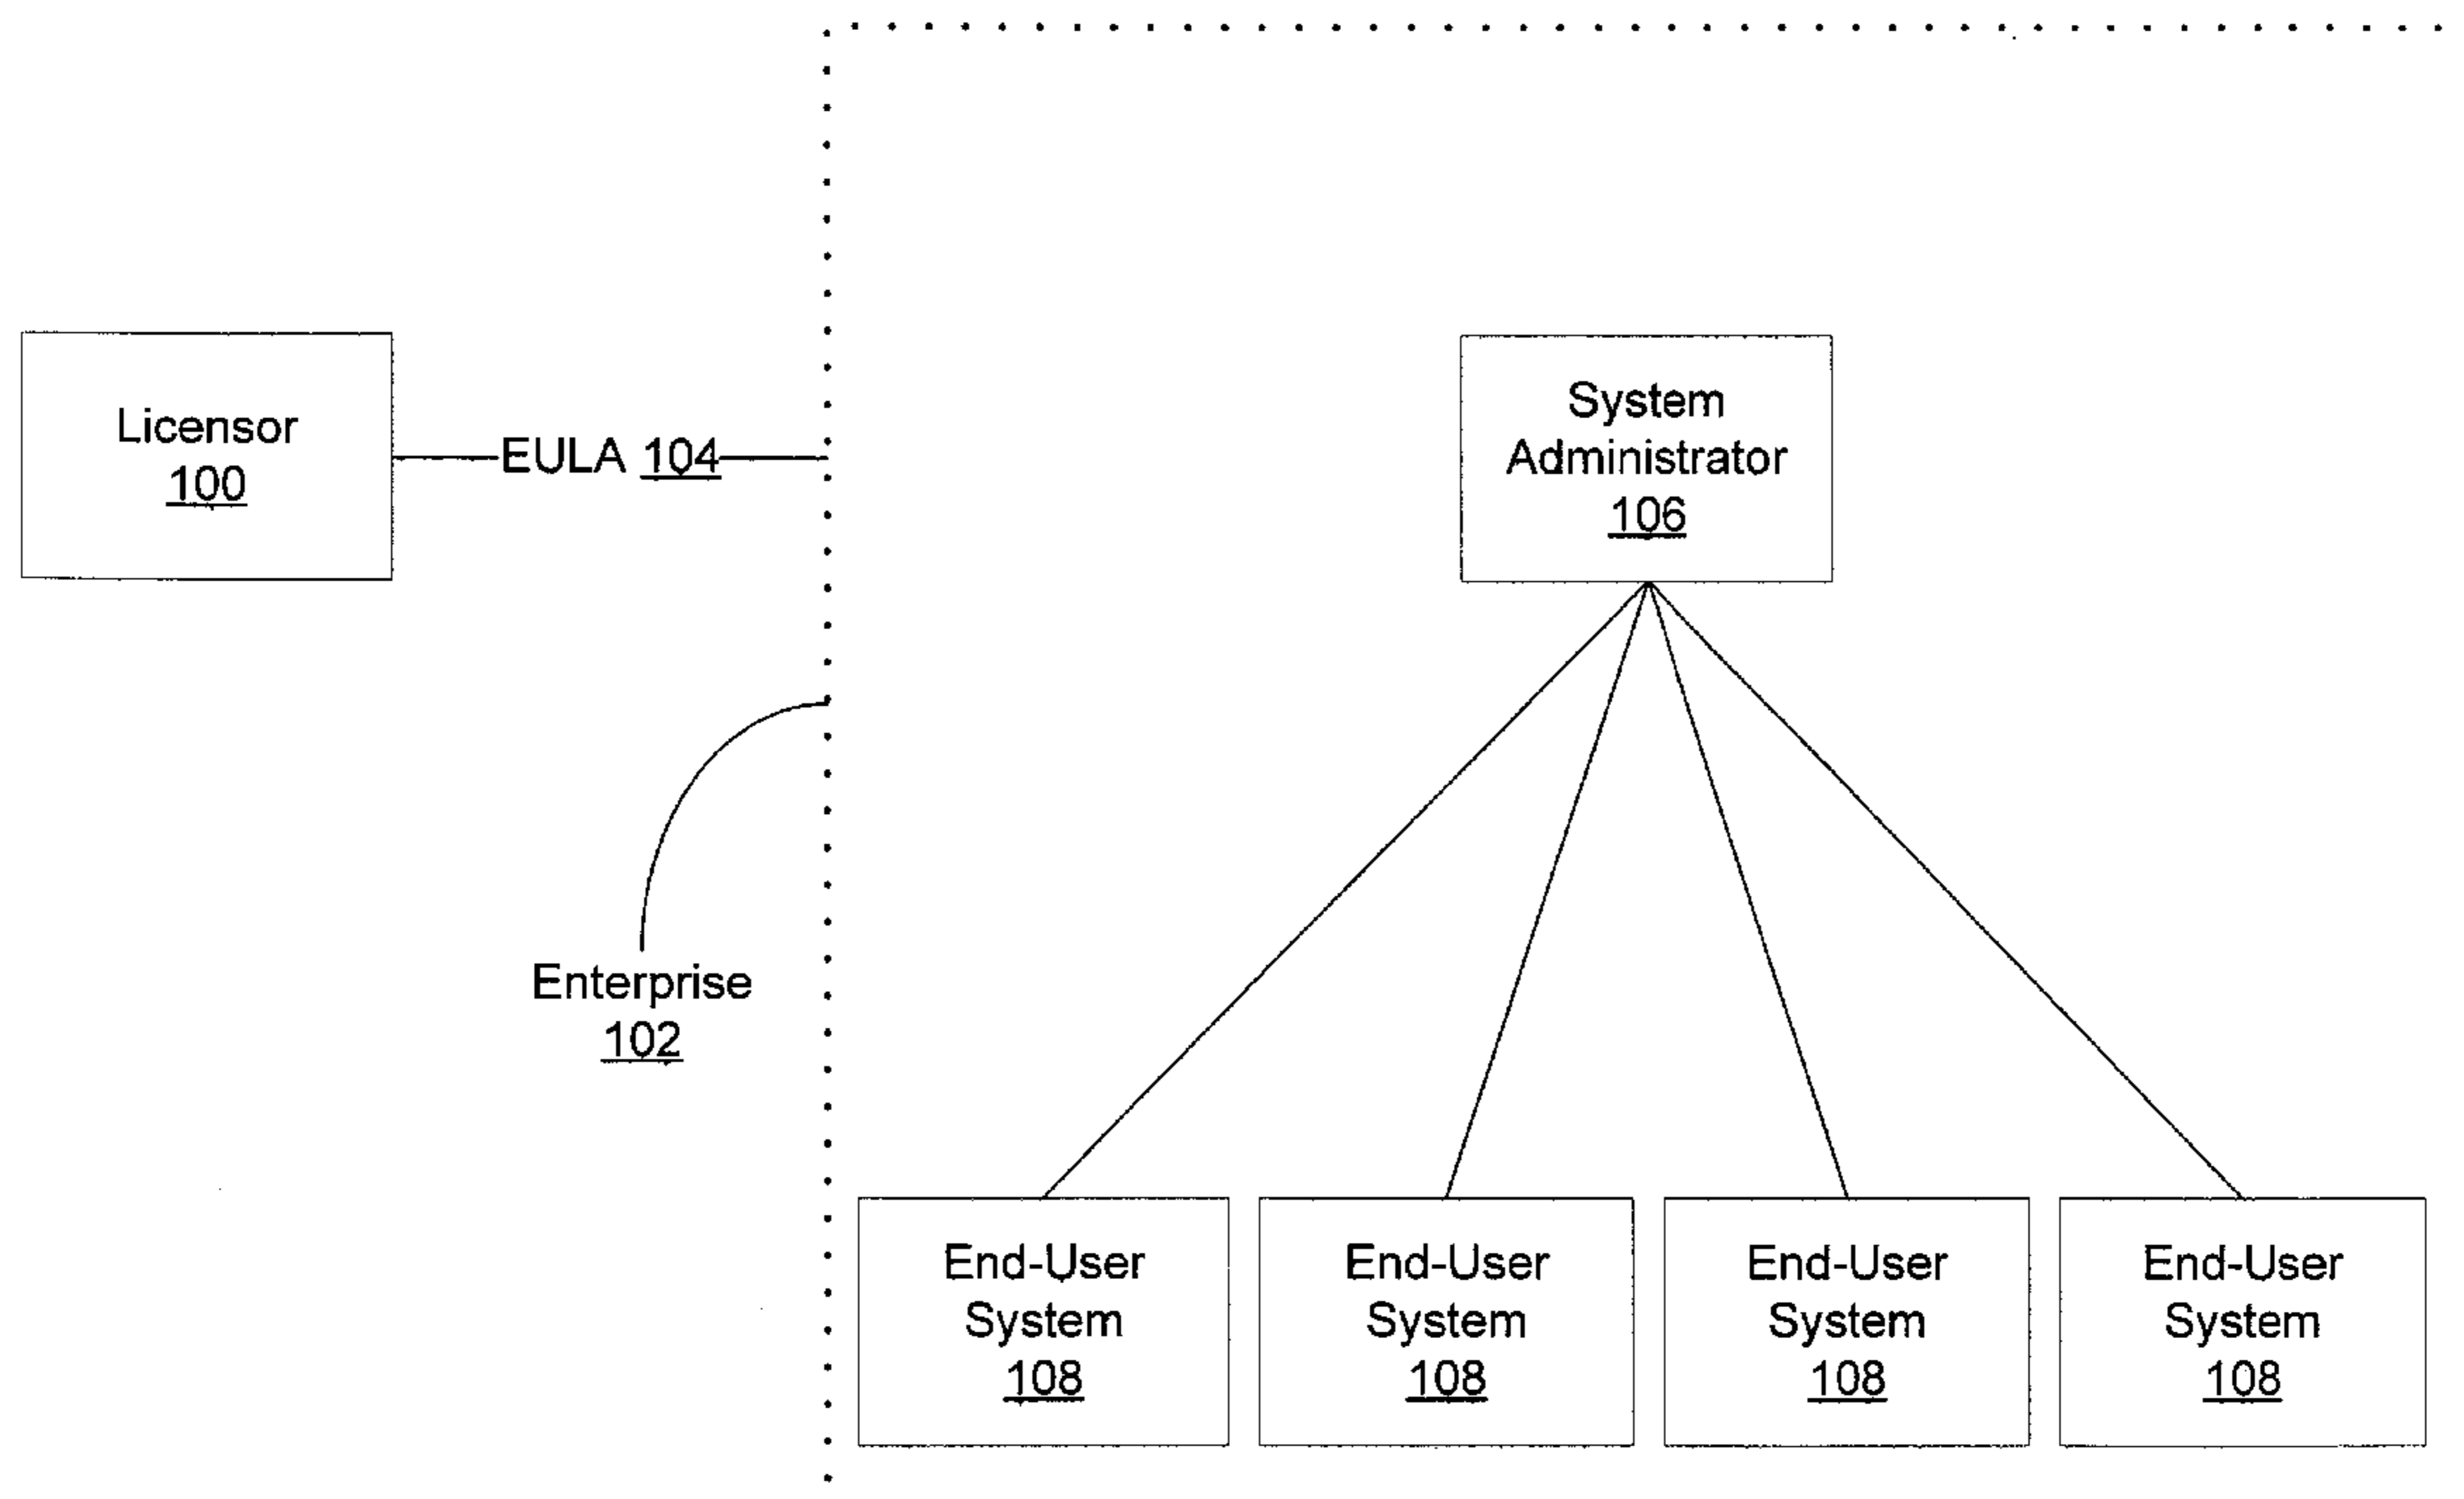 Licensor
100
EULA 104
System
Administrator
106
Enterprise
102
End-User
System
108
End-User
System
108
End-User
System
108
End-User
System
108